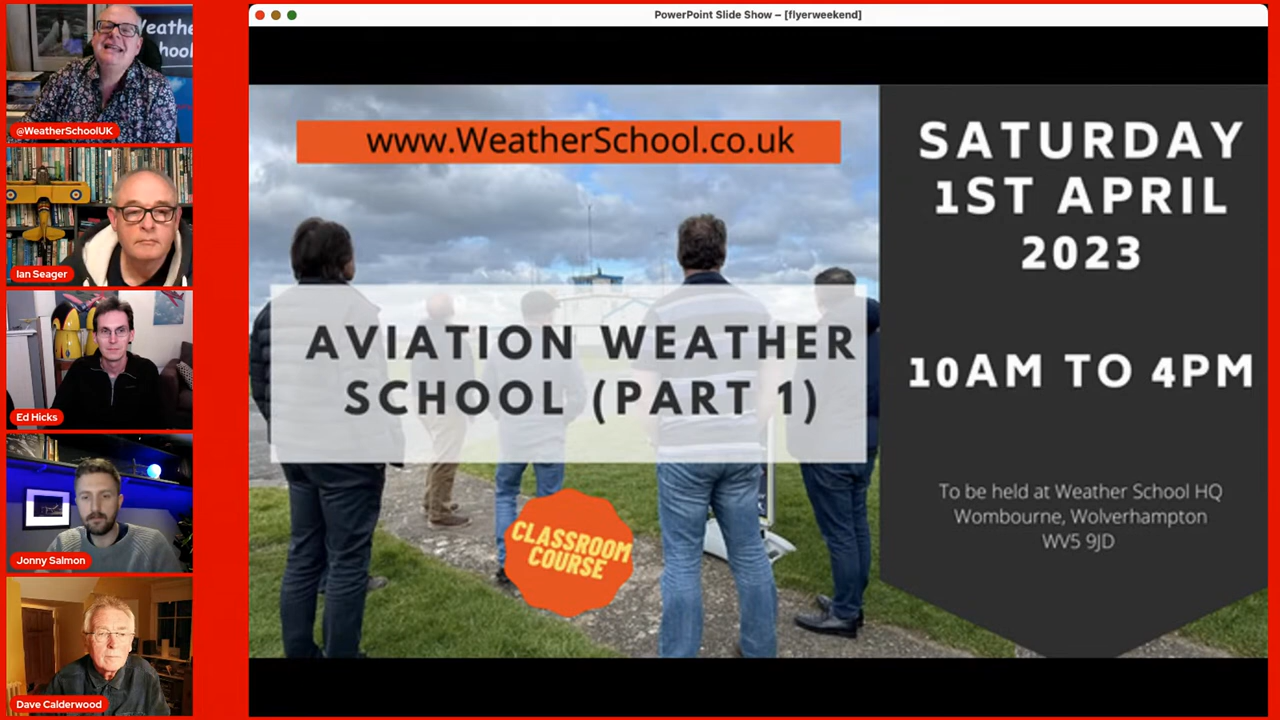 PowerPoint Slide Show – [flyerweekend]
Weather
School
@WeatherSchoolUK
Ian Seager
Ed Hicks
Jonny Salmon
Dave Calderwood
www.WeatherSchool.co.uk
AVIATION WEATHER
SCHOOL (PART 1)
CLASSROOM
COURSE
SATURDAY
1ST APRIL
2023
10AM TO 4PM
To be held at Weather School HQ
Wombourne, Wolverhampton
WV5 9JD